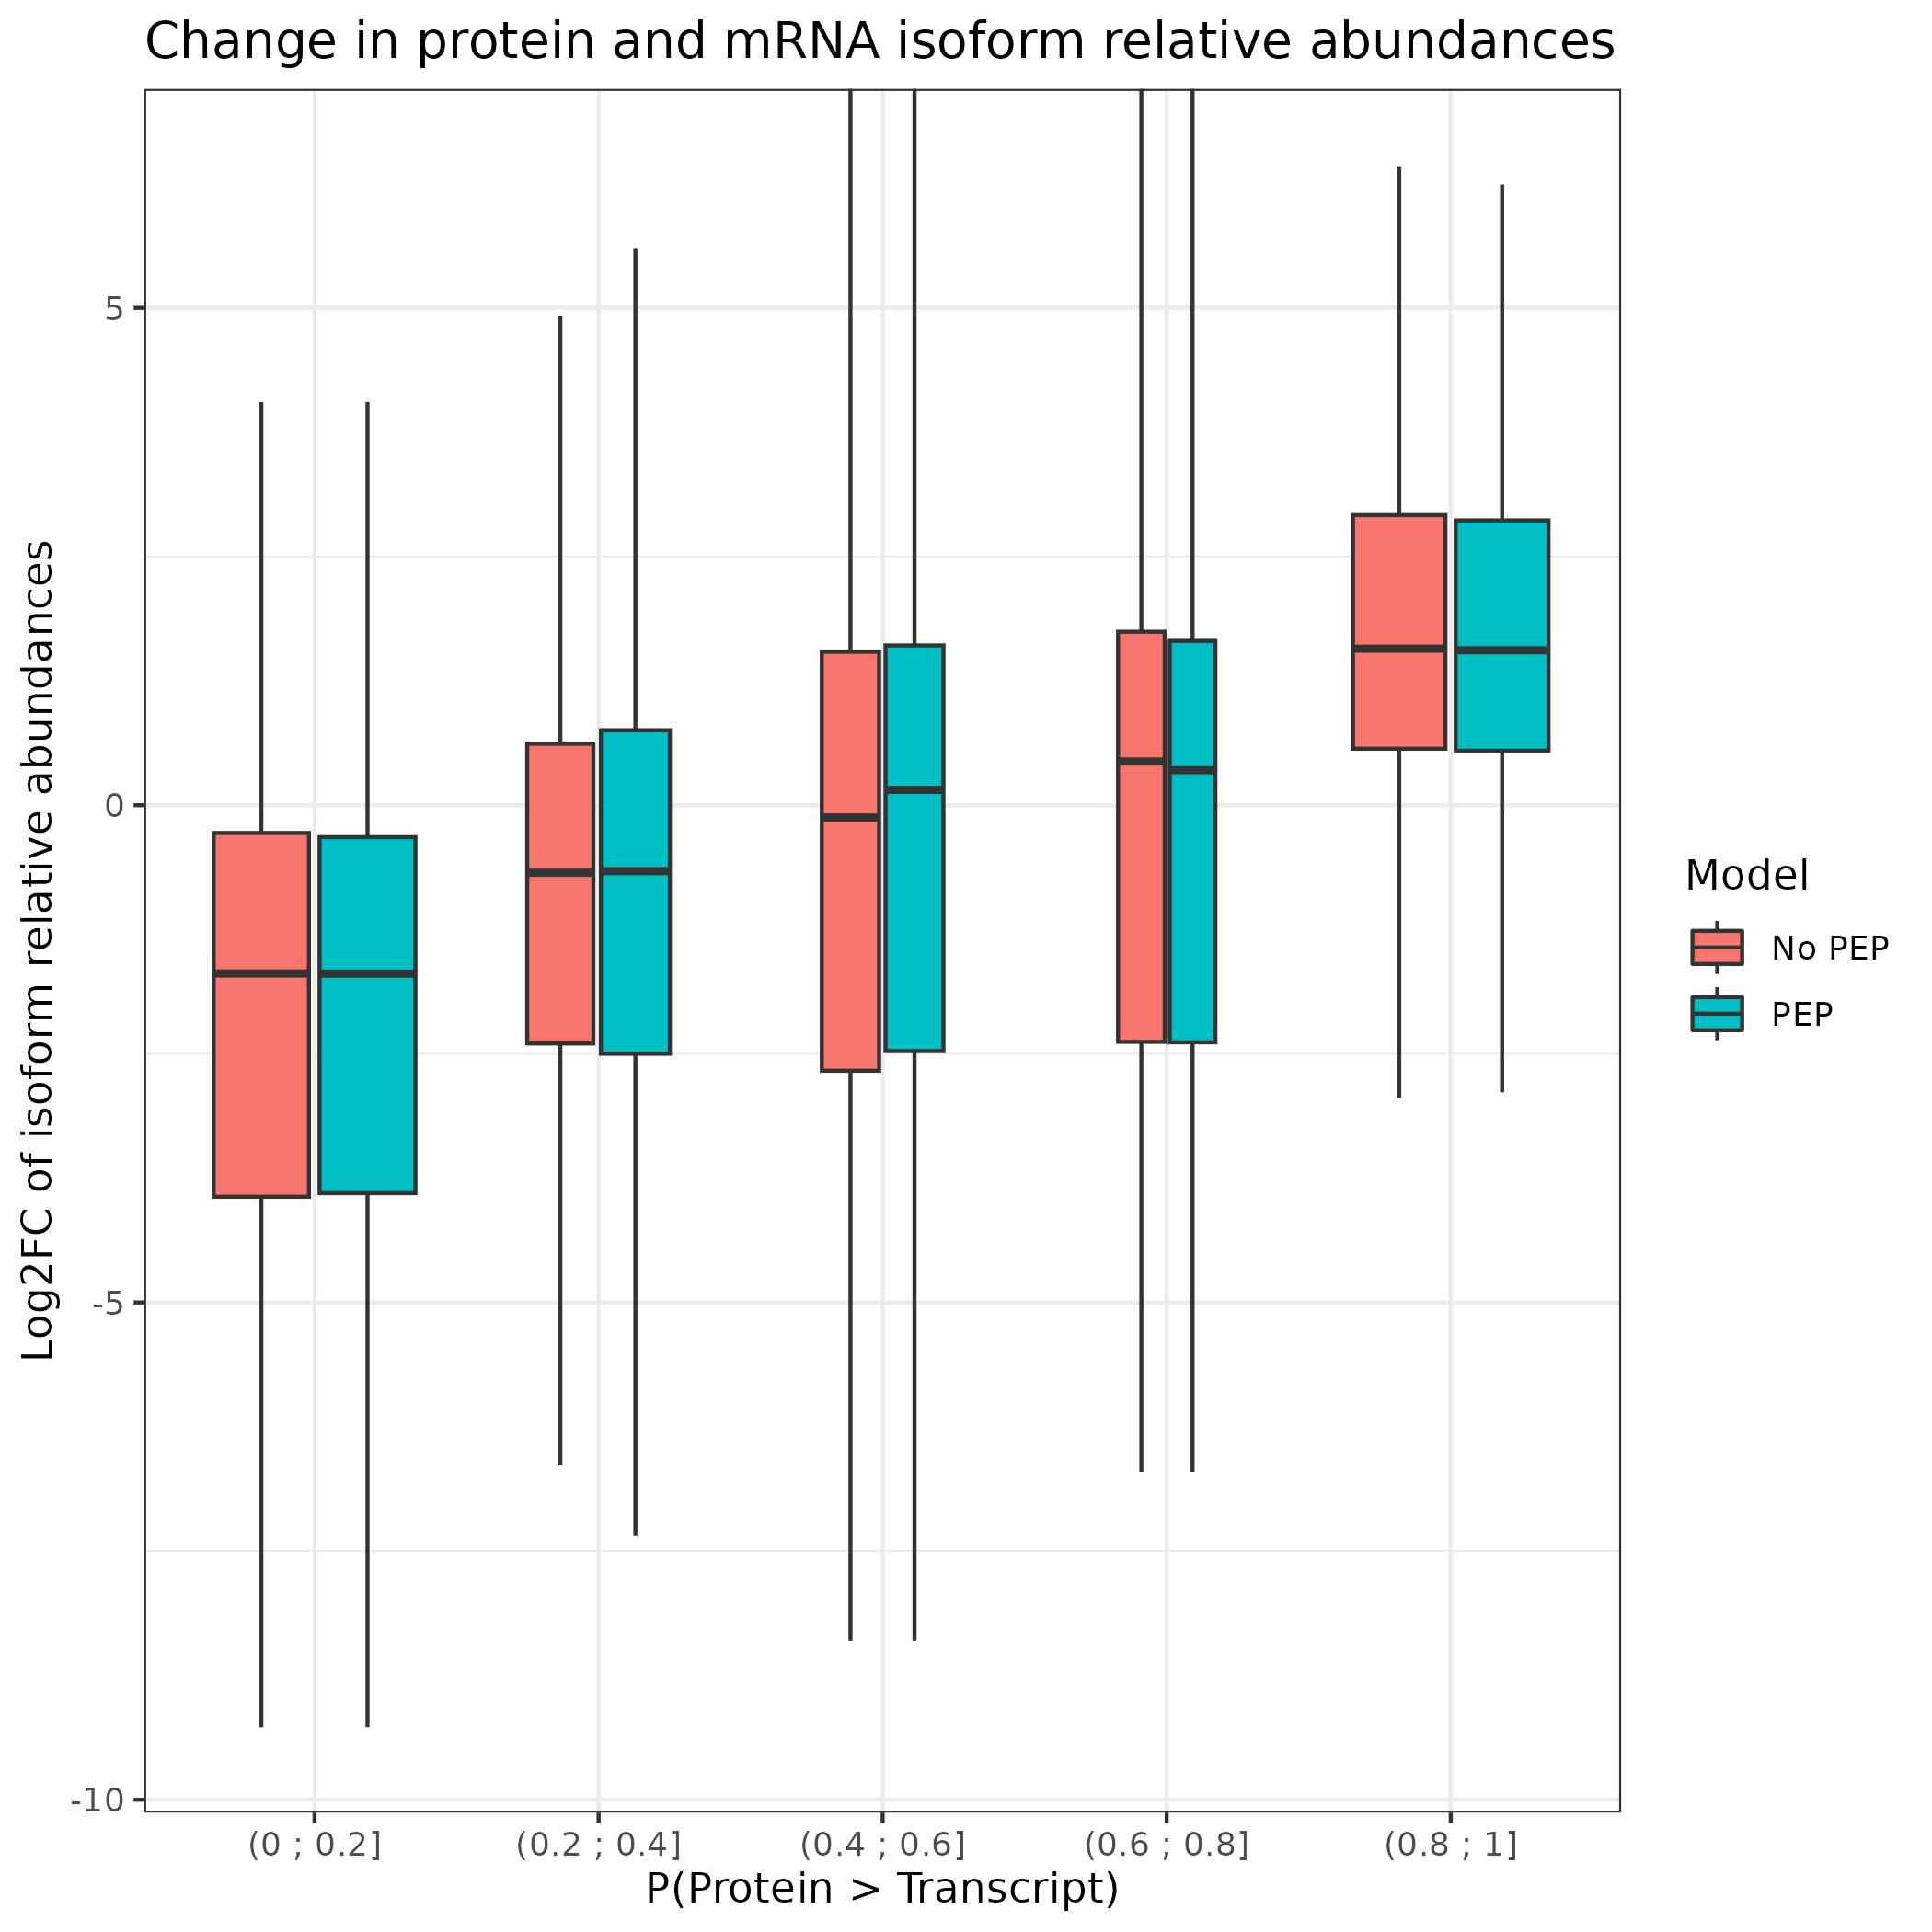 Change in protein and mRNA isoform relative abundances
Log2FC of isoform relative abundances
5
0
-5
-10
(0 ; 0.2]
(0.2 ; 0.4]
(0.4 ; 0.6]
(0.6 ; 0.8]
(0.8 ; 1]
P(Protein > Transcript)
Model
No PEP
PEP